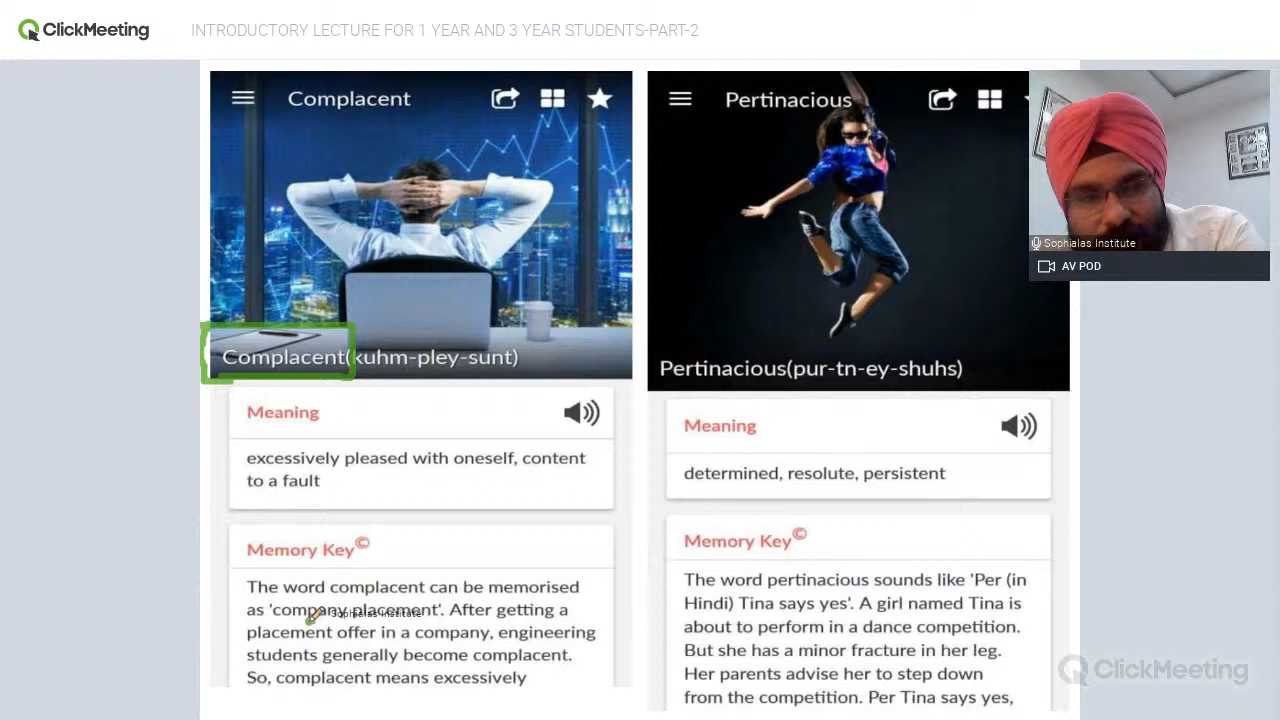 ClickMeeting
INTRODUCTORY LECTURE FOR 1 YEAR AND 3 YEAR STUDENTS-PART-2
Complacent
Complacent(kuhm-pley-sunt)
Meaning
excessively pleased with oneself, content
to a fault
Memory Key©
The word complacent can be memorised
as 'company placement'. After getting a
placement offer in a company, engineering
students generally become complacent.
So, complacent means excessively
Sophialas Institute
Pertinacious
Pertinacious(pur-tn-ey-shuhs)
Meaning
determined, resolute, persistent
Memory Key©
The word pertinacious sounds like 'Per (in
Hindi) Tina says yes'. A girl named Tina is
about to perform in a dance competition.
But she has a minor fracture in her leg.
Her parents advise her to step down
from the competition. Per Tina says yes,
Sophialas Institute
AV POD
ClickMeeting